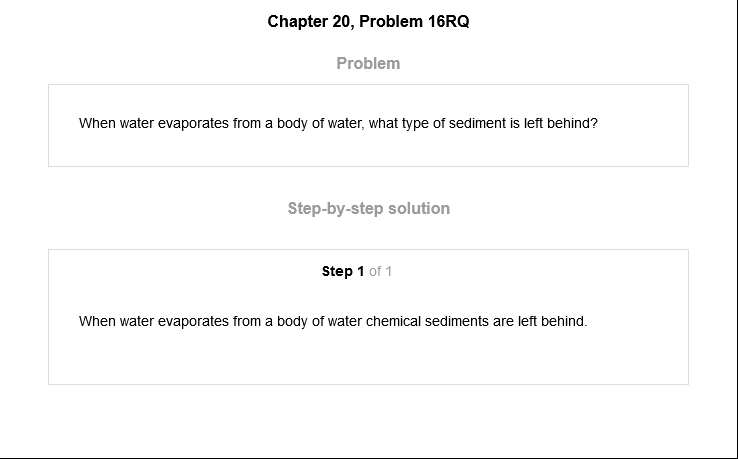 Chapter 20, Problem 16RQ
Problem
When water evaporates from a body of water, what type of sediment is left behind?
Step-by-step solution
Step 1 of 1
When water evaporates from a body of water chemical sediments are left behind.